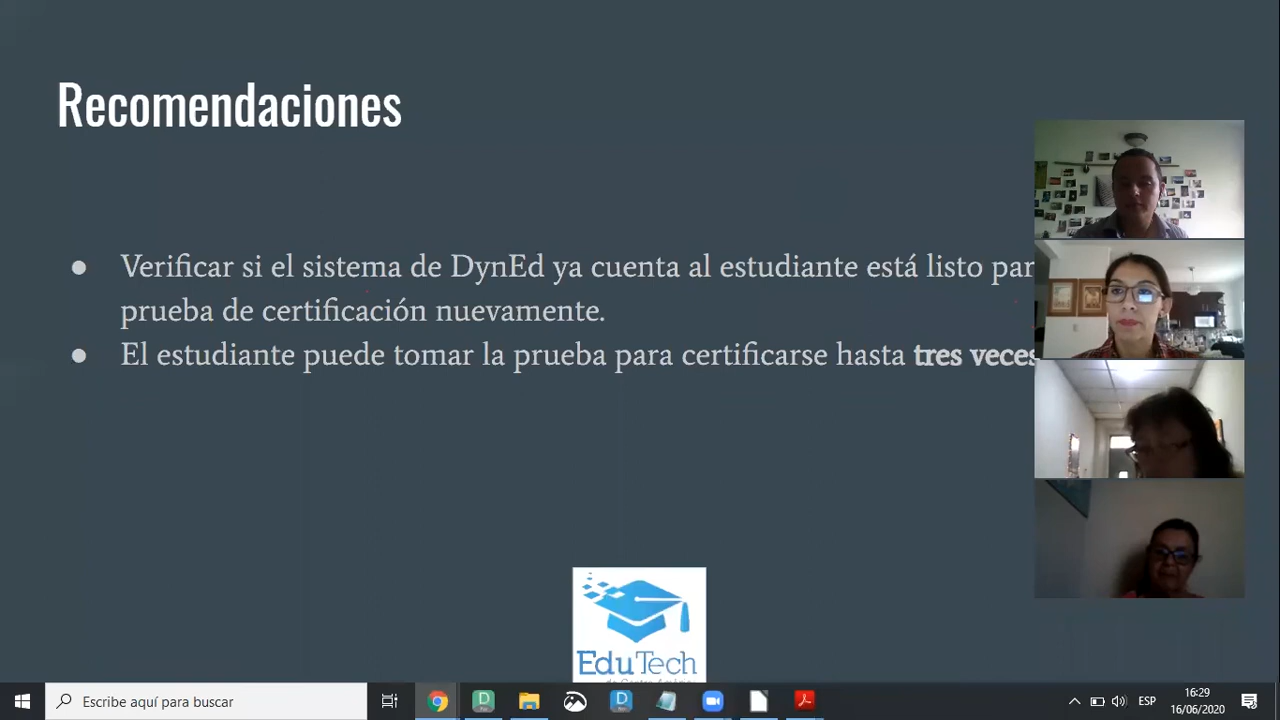 Recomendaciones
● Verificar si el sistema de DynEd ya cuenta al estudiante está listo par
prueba de certificación nuevamente.
● El estudiante puede tomar la prueba para certificarse hasta tres veces
EduTech
Escribe aquí para buscar
ESP
16:29
16/06/2020